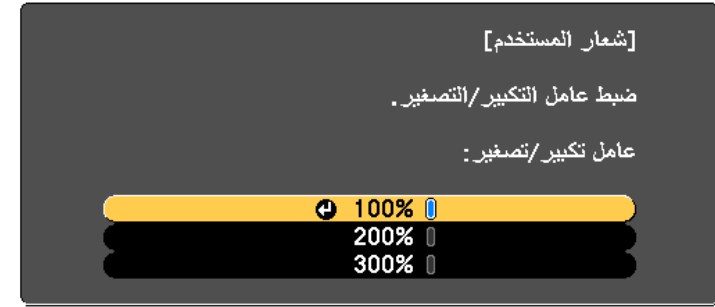 [شعار المستخدم]
ضبط عامل التكبير/التصغير.
عامل تكبير/تصغير:
100%
200%
300%